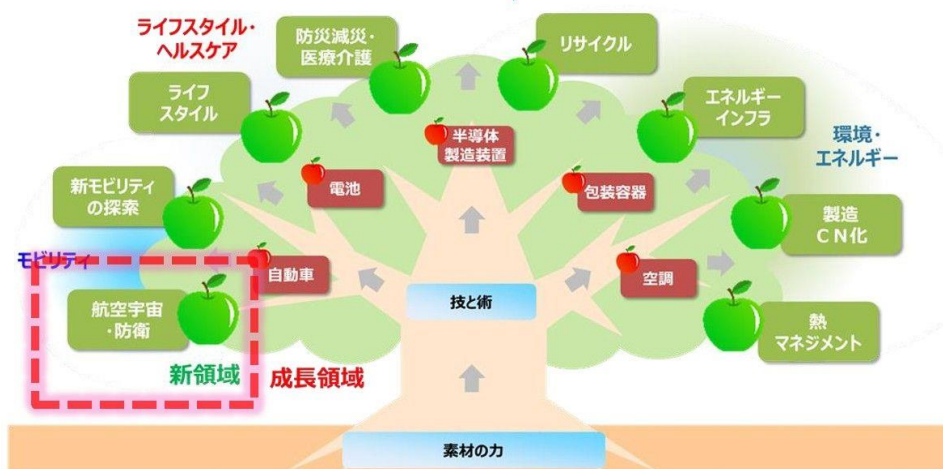 ライフスタイル・
ヘルスケア
防災減災・
医療介護
リサイクル
ライフ
スタイル
エネルギー
インフラ
半導体
製造装置
環境・
エネルギー
新モビリティ
の探索
電池
包装容器
製造
CN化
モビリティ
自動車
空調
航空宇宙
・防衛
技と術
熱
マネジメント
新領域
成長領域
素材の力